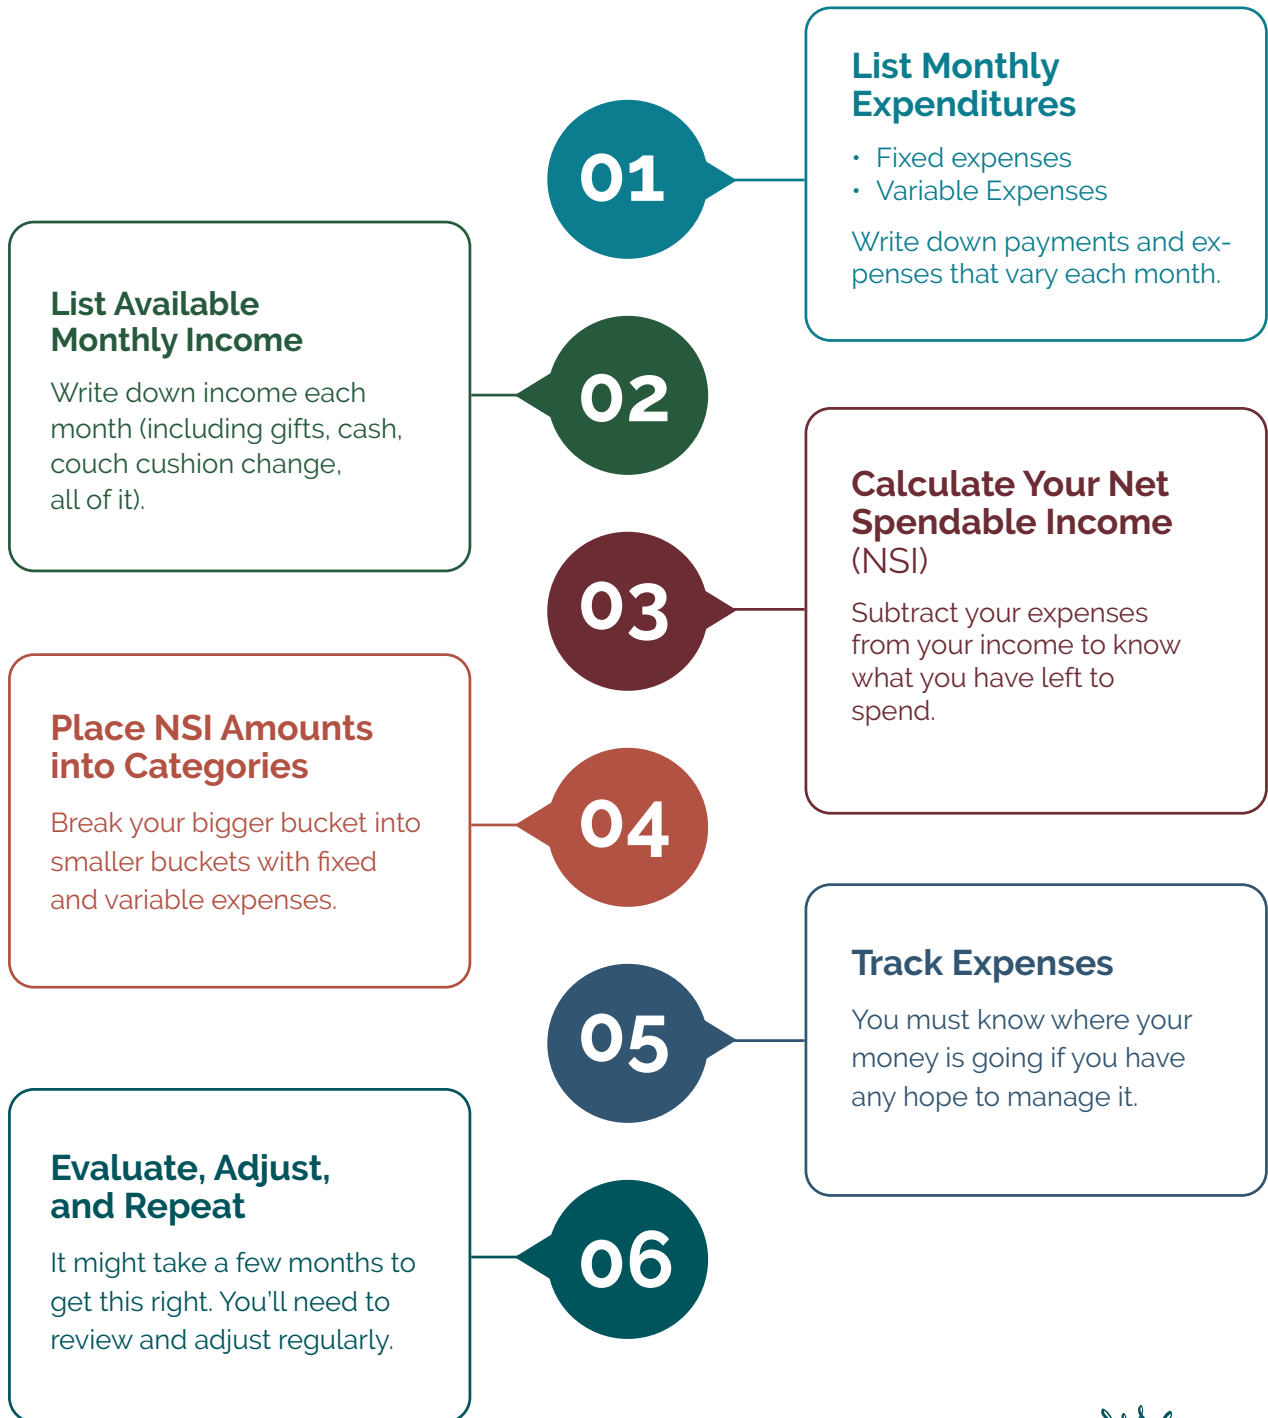 01
List Monthly
Expenditures
• Fixed expenses
• Variable Expenses
Write down payments and ex-
penses that vary each month.
02
List Available
Monthly Income
Write down income each
month (including gifts, cash,
couch cushion change,
all of it).
03
Calculate Your Net
Spendable Income
(NSI)
Subtract your expenses
from your income to know
what you have left to
spend.
04
Place NSI Amounts
into Categories
Break your bigger bucket into
smaller buckets with fixed
and variable expenses.
05
Track Expenses
You must know where your
money is going if you have
any hope to manage it.
06
Evaluate, Adjust,
and Repeat
It might take a few months to
get this right. You’ll need to
review and adjust regularly.